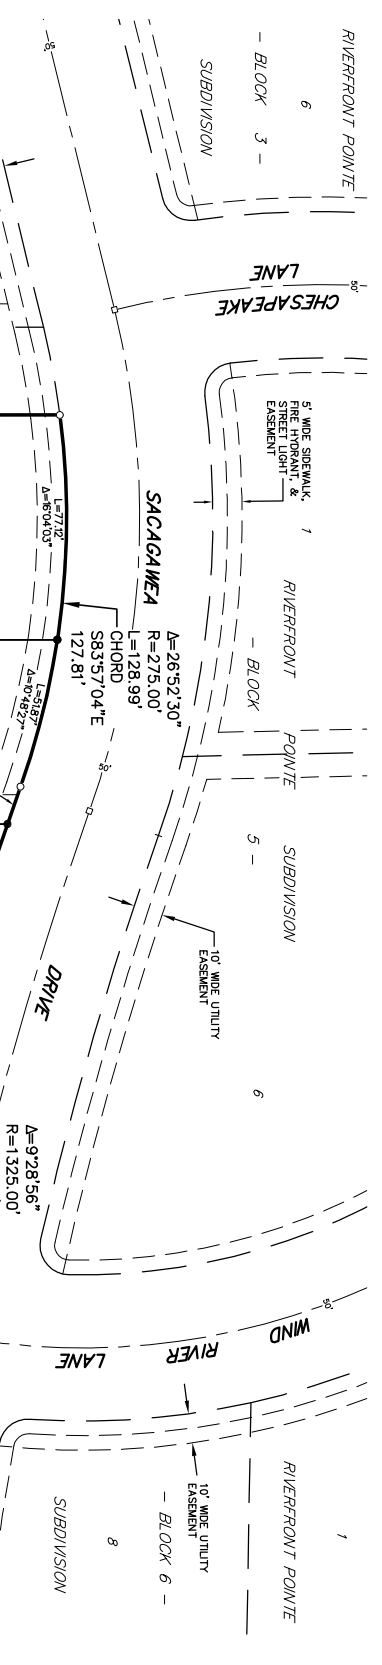 RIVERFRONT POINTE
6
- BLOCK 3 -
SUBDIVISION
50'
50'
CHESAPEAKE
LANE
5' WIDE SIDEWALK,
FIRE HYDRANT, &
STREET LIGHT
EASEMENT
1
RIVERFRONT POINTE SUBDIVISION
- BLOCK 5 -
SACAGAWEA DRIVE
Δ=26°52'30"
R=275.00'
L=128.99'
CHORD
S83°57'04"E
127.81'
L=77.12'
Δ=16°04'03"
L=51.87'
Δ=10°48'27"
50'
10' WIDE UTILITY
EASEMENT
6
Δ=9°28'56"
R=1325.00'
50'
WIND RIVER LANE
10' WIDE UTILITY
EASEMENT
1
RIVERFRONT POINTE
8
- BLOCK 6 -
SUBDIVISION